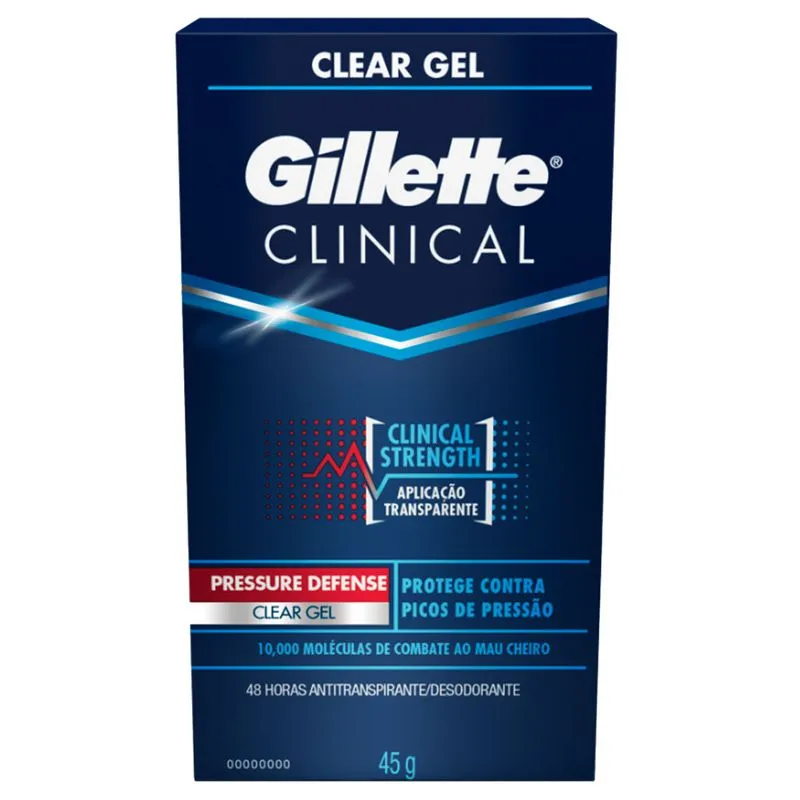 CLEAR GEL
Gillette®
CLINICAL
CLINICAL
STRENGTH
APLICAÇÃO
TRANSPARENTE
PRESSURE DEFENSE
CLEAR GEL
PROTEGE CONTRA
PICOS DE PRESSÃO
10,000 MOLÉCULAS DE COMBATE AO MAU CHEIRO
48 HORAS ANTITRANSPIRANTE/DESODORANTE
00000000
45 g